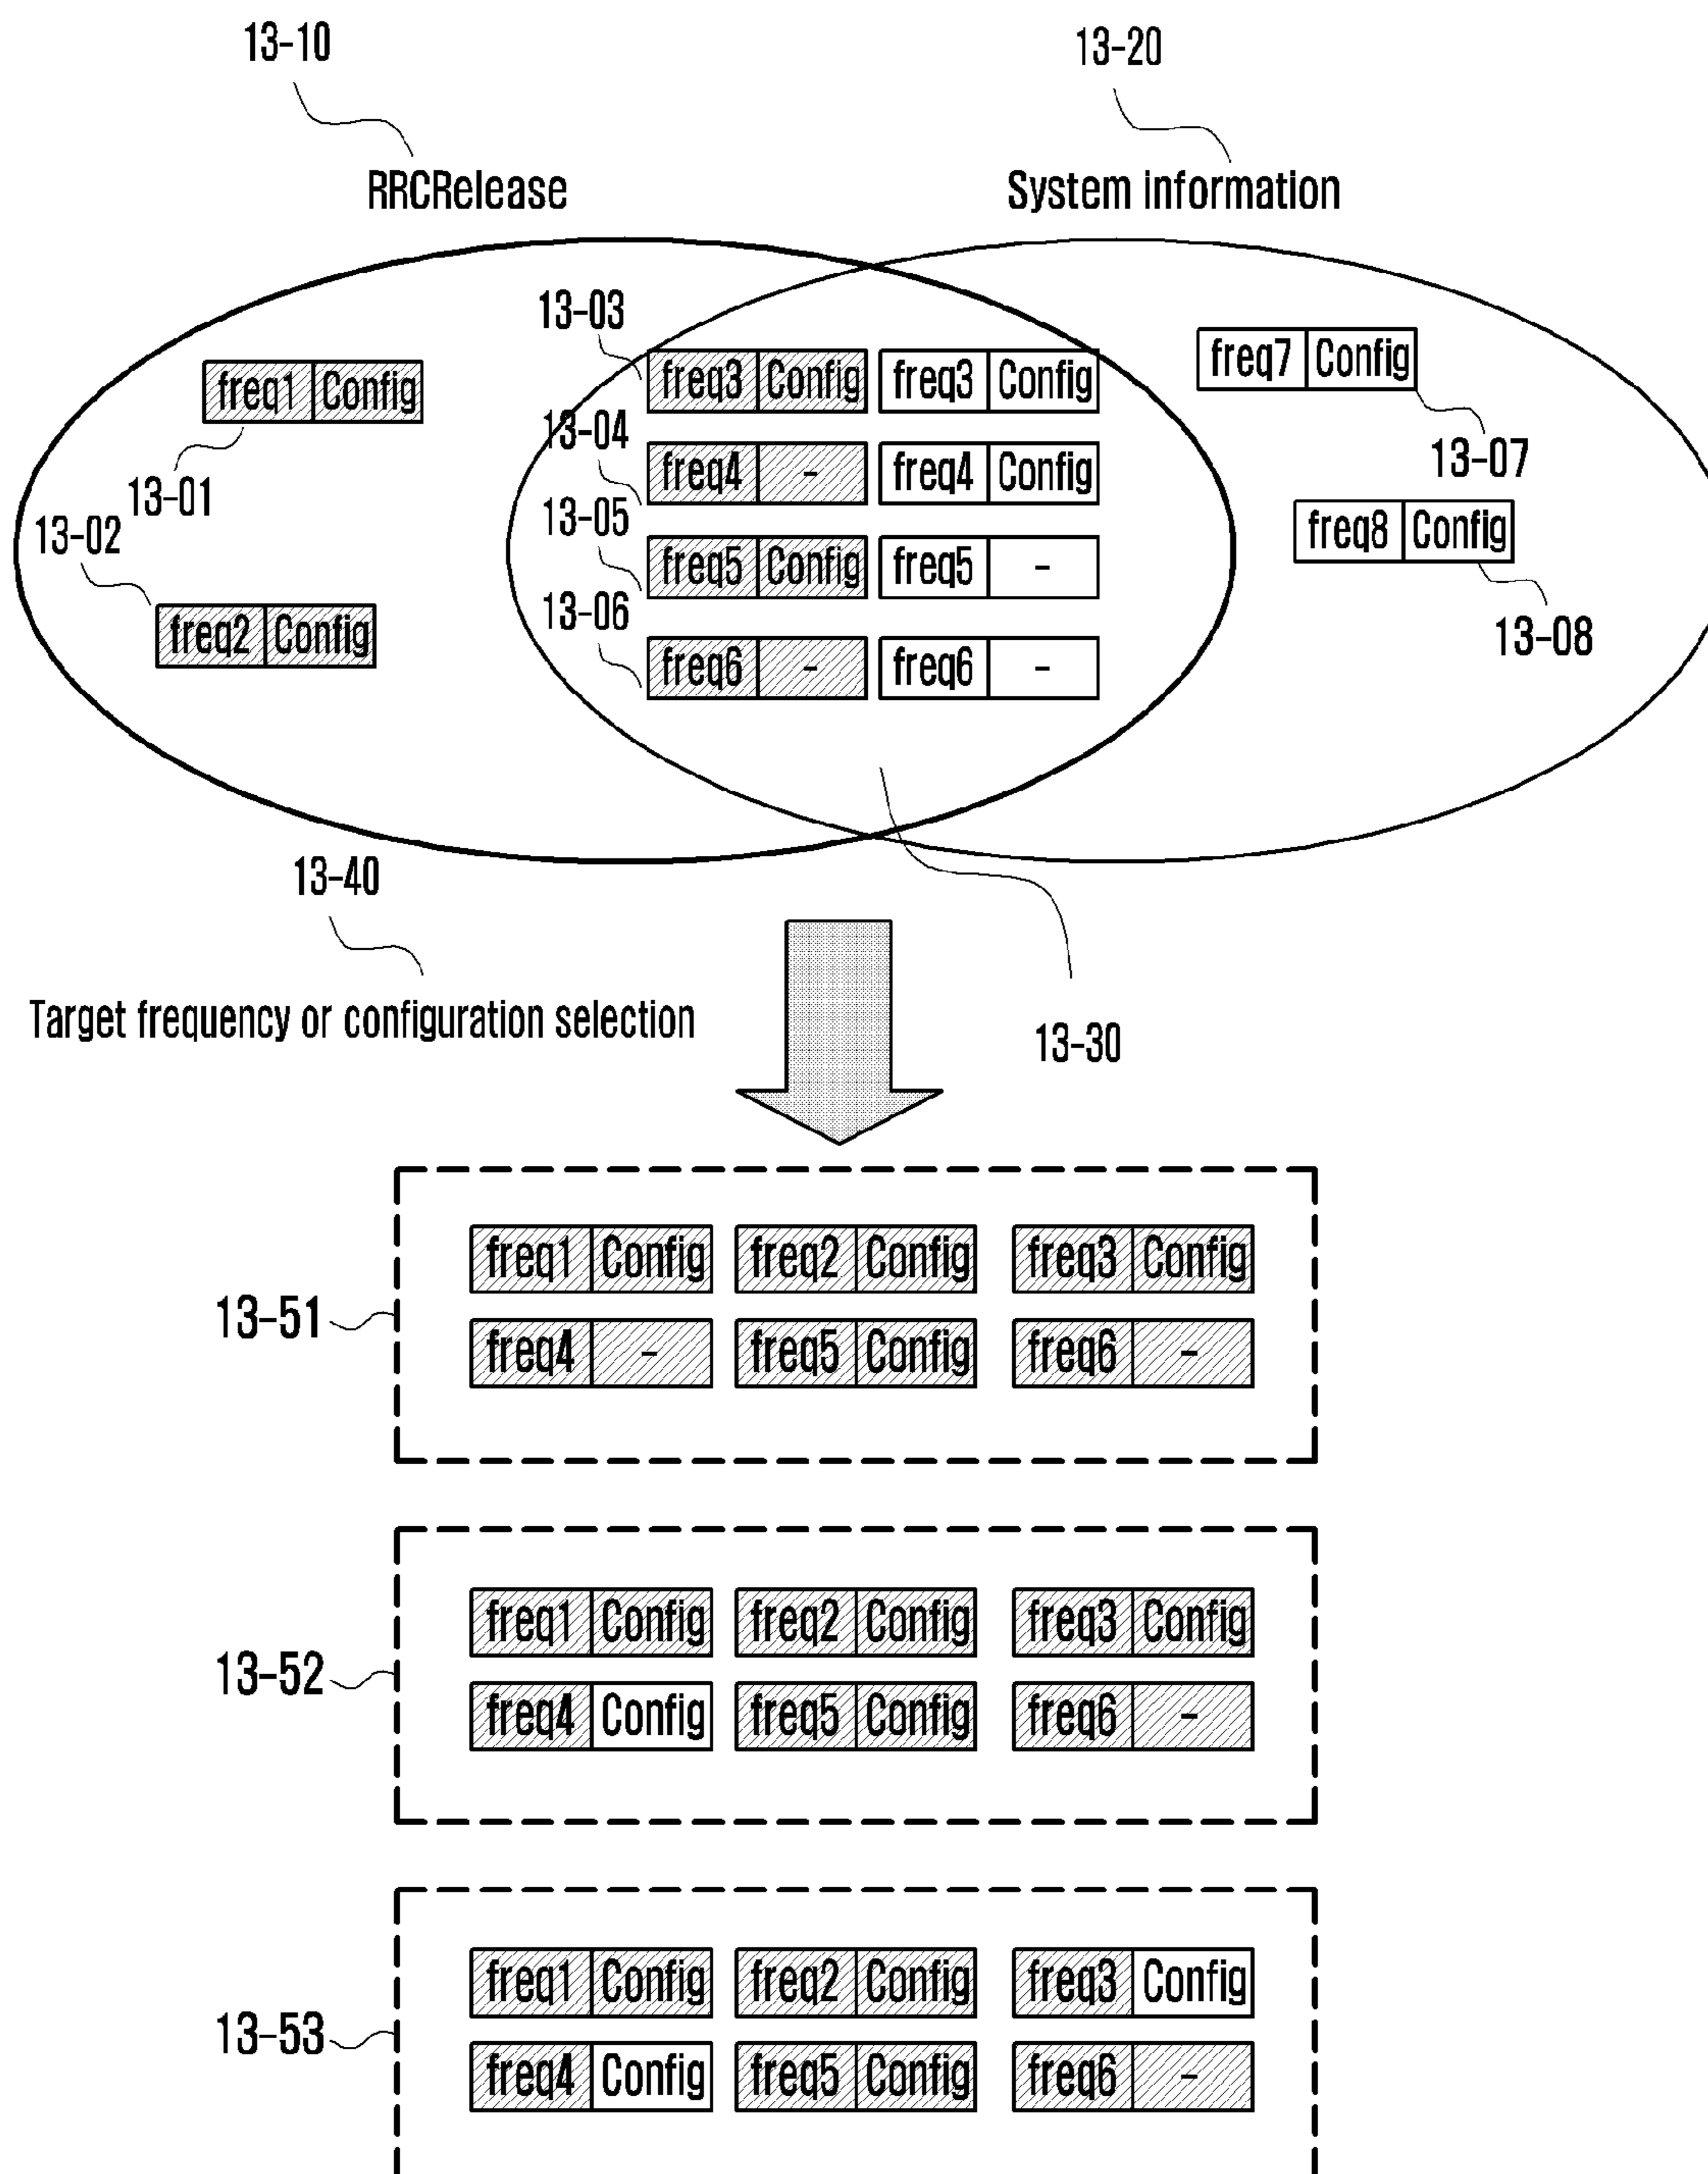 13-10
13-20
RRCRelease
System information
13-03
freq3 Config freq3 Config
freq7 Config
freq1 Config
13-04
freq4 - freq4 Config
13-07
13-01
13-05
freq8 Config
13-02
freq5 Config freq5 -
13-06
13-08
freq2 Config
freq6 - freq6 -
13-40
Target frequency or configuration selection
13-30
freq1 Config freq2 Config freq3 Config
13-51
freq4 - freq5 Config freq6 -
freq1 Config freq2 Config freq3 Config
13-52
freq4 Config freq5 Config freq6 -
freq1 Config freq2 Config freq3 Config
13-53
freq4 Config freq5 Config freq6 -